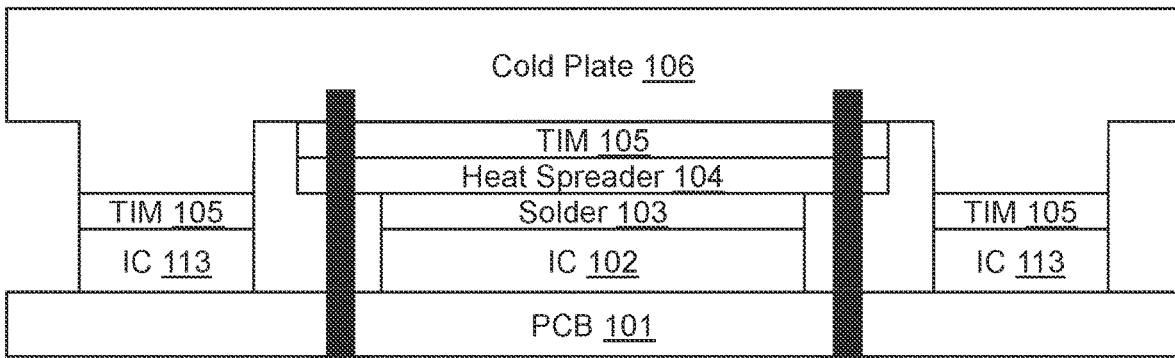 Cold Plate 106
TIM 105
Heat Spreader 104
TIM 105 Solder 103 TIM 105
IC 113 IC 102 IC 113
PCB 101